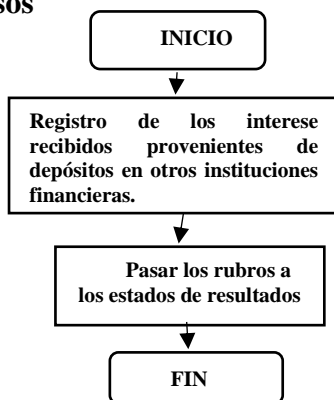 INICIO
Registro de los interese
recibidos provenientes de
depósitos en otros instituciones
financieras.
Pasar los rubros a
los estados de resultados
FIN